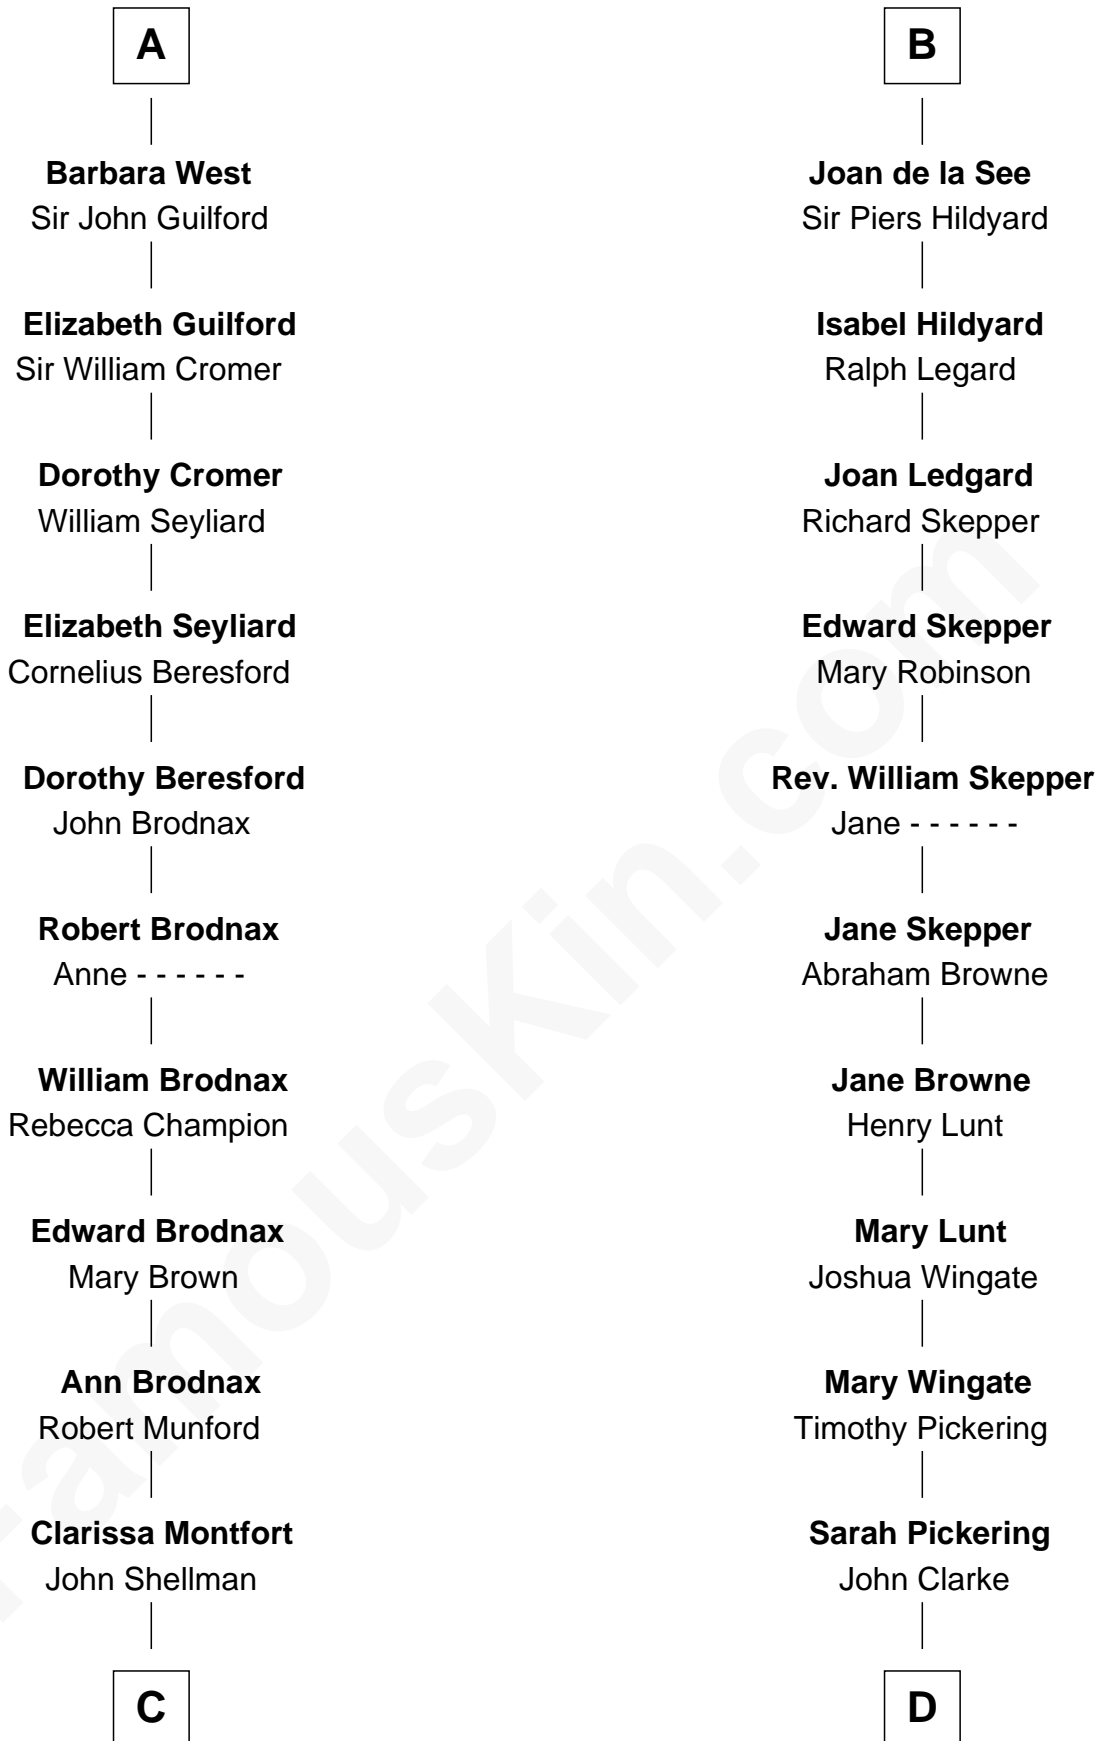 A
Barbara West
Sir John Guilford
Elizabeth Guilford
Sir William Cromer
Dorothy Cromer
William Seyliard
Elizabeth Seyliard
Cornelius Beresford
Dorothy Beresford
John Brodnax
Robert Brodnax
Anne - - - - - -
William Brodnax
Rebecca Champion
Edward Brodnax
Mary Brown
Ann Brodnax
Robert Munford
Clarissa Montfort
John Shellman
C
B
Joan de la See
Sir Piers Hildyard
Isabel Hildyard
Ralph Legard
Joan Ledgard
Richard Skepper
Edward Skepper
Mary Robinson
Rev. William Skepper
Jane - - - - - -
Jane Skepper
Abraham Browne
Jane Browne
Henry Lunt
Mary Lunt
Joshua Wingate
Mary Wingate
Timothy Pickering
Sarah Pickering
John Clarke
D
FamousKin.com